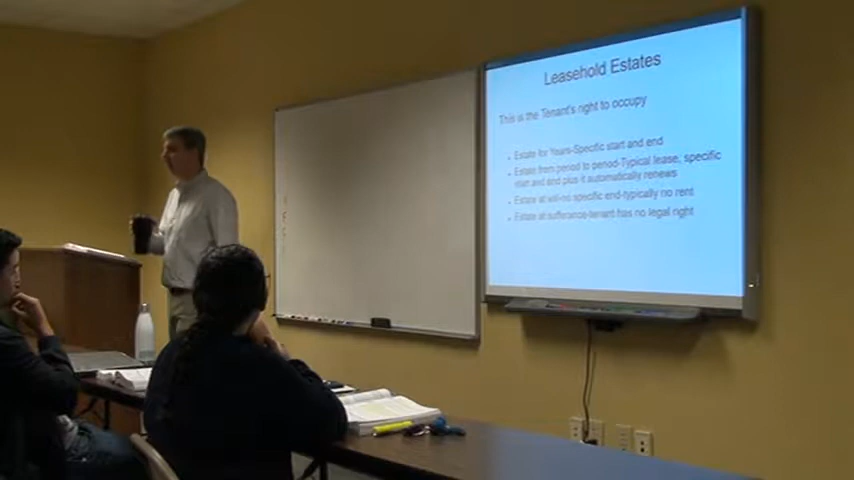 Leasehold Estates
This is the Tenant's right to occupy
• Estate for Years-Specific start and end
• Estate from period to period-Typical lease, specific
start and end plus it automatically renews
• Estate at will-no specific end-typically no rent
• Estate at sufferance-tenant has no legal right